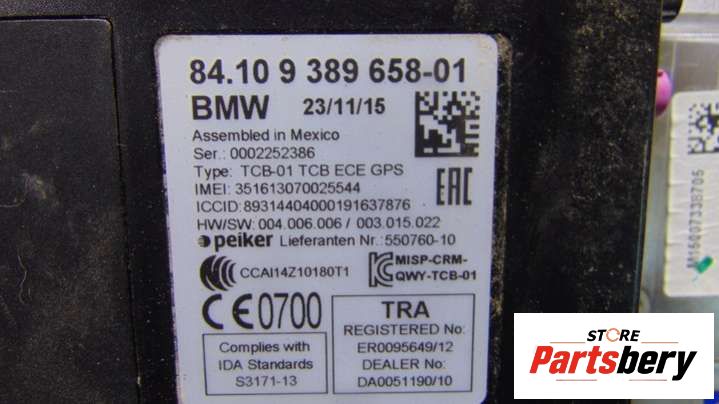 84.10 9 389 658-01
BMW 23/11/15
Assembled in Mexico
Ser.: 0002252386
Type: TCB-01 TCB ECE GPS
IMEI: 351613070025544
ICCID: 89314404000191637876
HW/SW: 004.006.006 / 003.015.022
peiker Lieferanten Nr.: 550760-10
CCAI14Z10180T1
MISP-CRM-
QWY-TCB-01
CE0700
Complies with
IDA Standards
S3171-13
TRA
REGISTERED No:
ER0095649/12
DEALER No:
DA0051190/10
EAC
M15007338705
STORE
Partsbery